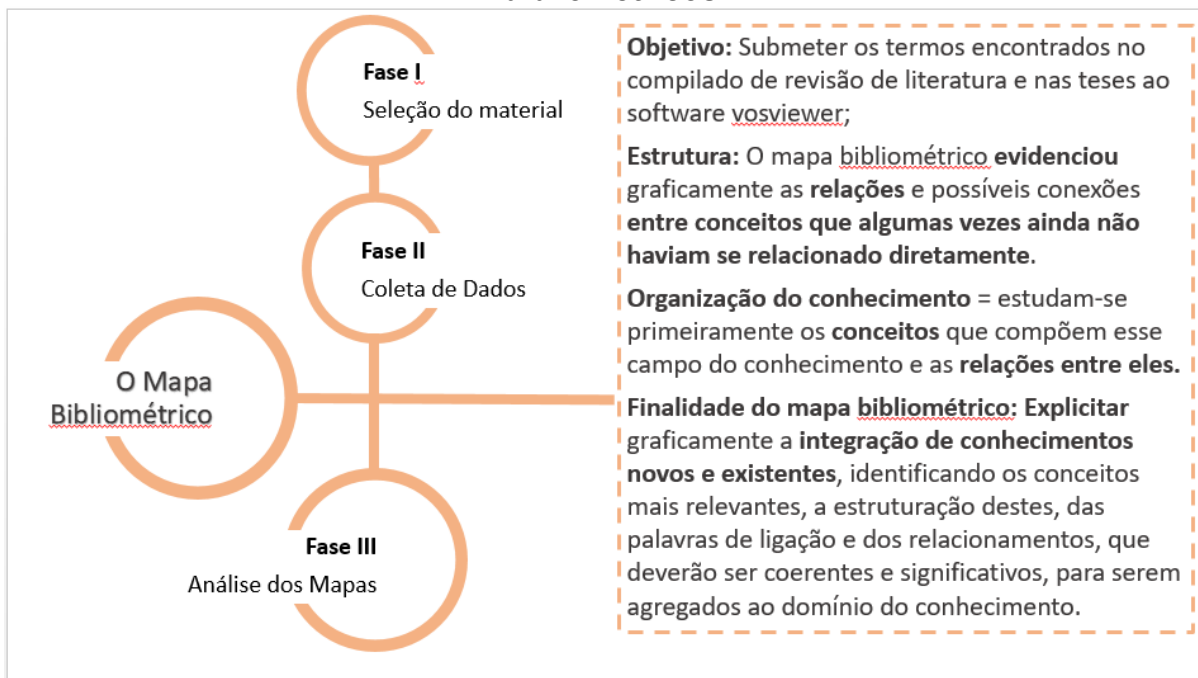 Fase I
Seleção do material
Fase II
Coleta de Dados
O Mapa
Bibliométrico
Fase III
Análise dos Mapas
Objetivo: Submeter os termos encontrados no
compilado de revisão de literatura e nas teses ao
software vosviewer;
Estrutura: O mapa bibliométrico evidenciou
graficamente as relações e possíveis conexões
entre conceitos que algumas vezes ainda não
haviam se relacionado diretamente.
Organização do conhecimento = estudam-se
primeiramente os conceitos que compõem esse
campo do conhecimento e as relações entre eles.
Finalidade do mapa bibliométrico: Explicitar
graficamente a integração de conhecimentos
novos e existentes, identificando os conceitos
mais relevantes, a estruturação destes, das
palavras de ligação e dos relacionamentos, que
deverão ser coerentes e significativos, para serem
agregados ao domínio do conhecimento.